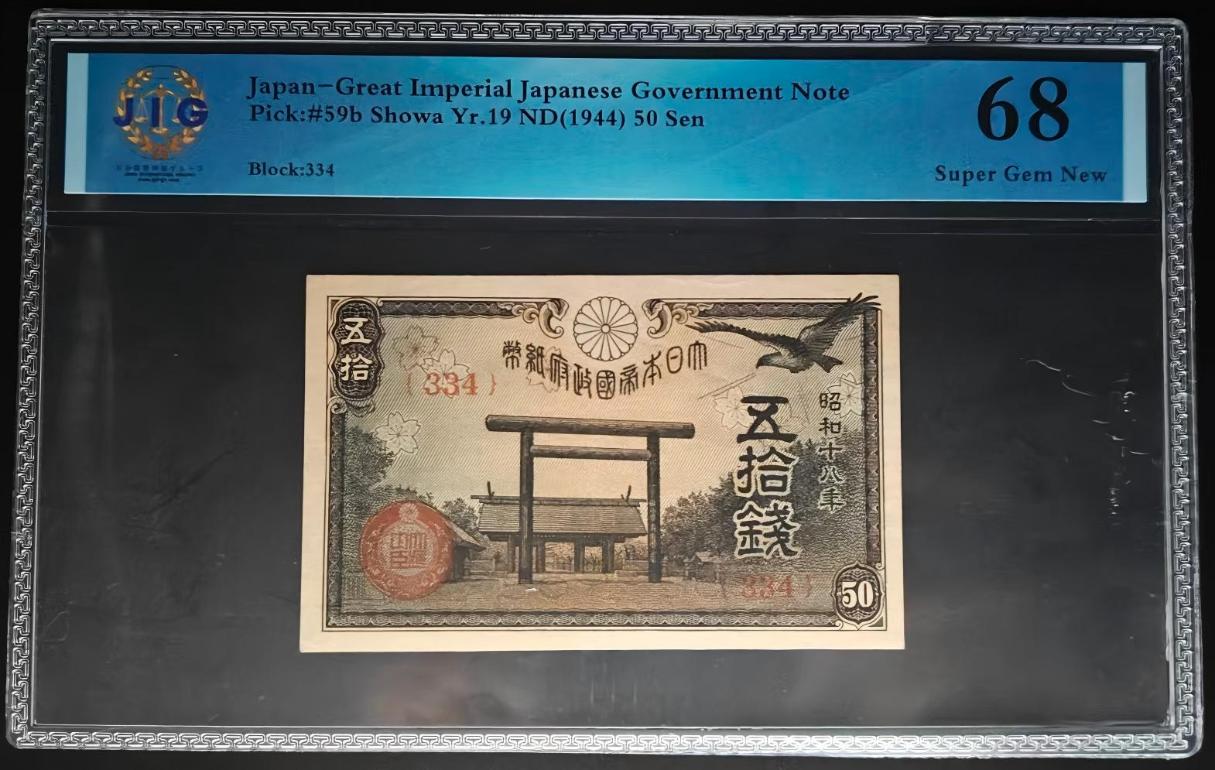 JIG
Japan-Great Imperial Japanese Government Note
Pick:#59b Showa Yr.19 ND(1944) 50 Sen
Block:334
68
Super Gem New
五拾
幣紙府政國帝本日大
{334}
五拾錢
昭和十八年
{334}
50